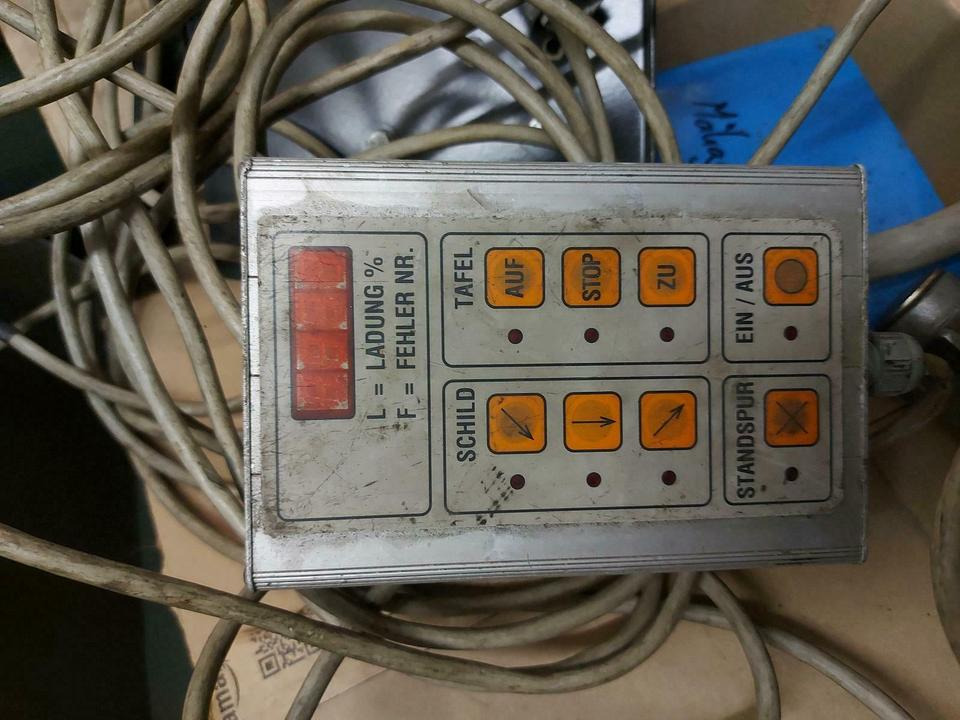 L = LADUNG %
F = FEHLER NR.
TAFEL
AUF
STOP
ZU
SCHILD
EIN / AUS
STANDSPUR